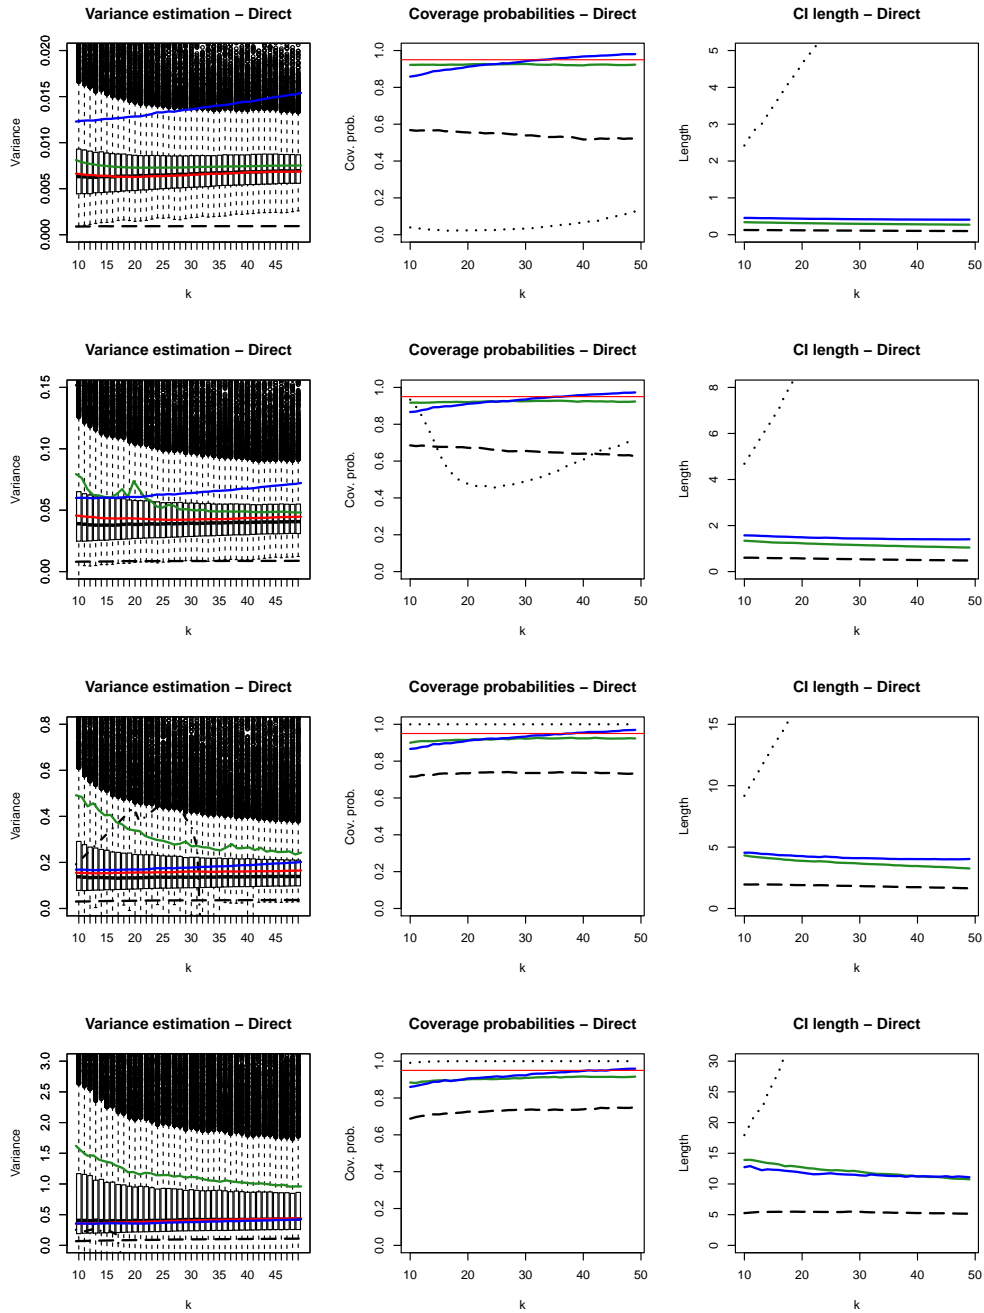 Variance estimation – Direct
Coverage probabilities – Direct
CI length – Direct
Variance
0.000 0.005 0.010 0.015 0.020
10 15 20 25 30 35 40 45
k
Cov. prob.
0.0 0.2 0.4 0.6 0.8 1.0
10 20 30 40 50
k
Length
0 1 2 3 4 5
10 20 30 40 50
k
Variance estimation – Direct
Coverage probabilities – Direct
CI length – Direct
Variance
0.00 0.05 0.10 0.15
10 15 20 25 30 35 40 45
k
Cov. prob.
0.0 0.2 0.4 0.6 0.8 1.0
10 20 30 40 50
k
Length
0 2 4 6 8
10 20 30 40 50
k
Variance estimation – Direct
Coverage probabilities – Direct
CI length – Direct
Variance
0.0 0.2 0.4 0.6 0.8
10 15 20 25 30 35 40 45
k
Cov. prob.
0.0 0.2 0.4 0.6 0.8 1.0
10 20 30 40 50
k
Length
0 5 10 15
10 20 30 40 50
k
Variance estimation – Direct
Coverage probabilities – Direct
CI length – Direct
Variance
0.0 0.5 1.0 1.5 2.0 2.5 3.0
10 15 20 25 30 35 40 45
k
Cov. prob.
0.0 0.2 0.4 0.6 0.8 1.0
10 20 30 40 50
k
Length
0 5 10 15 20 25 30
10 20 30 40 50
k